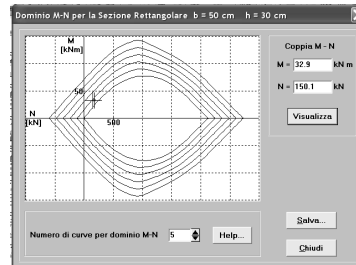 Dominio M-N per la Sezione Rettangolare b = 50 cm h = 30 cm
M
[kNm]
50
N
[kN]
500
Coppia M - N
M = 32.9 kN m
N = 150.1 kN
Visualizza
Numero di curve per dominio M-N 5 Help...
Salva...
Chiudi